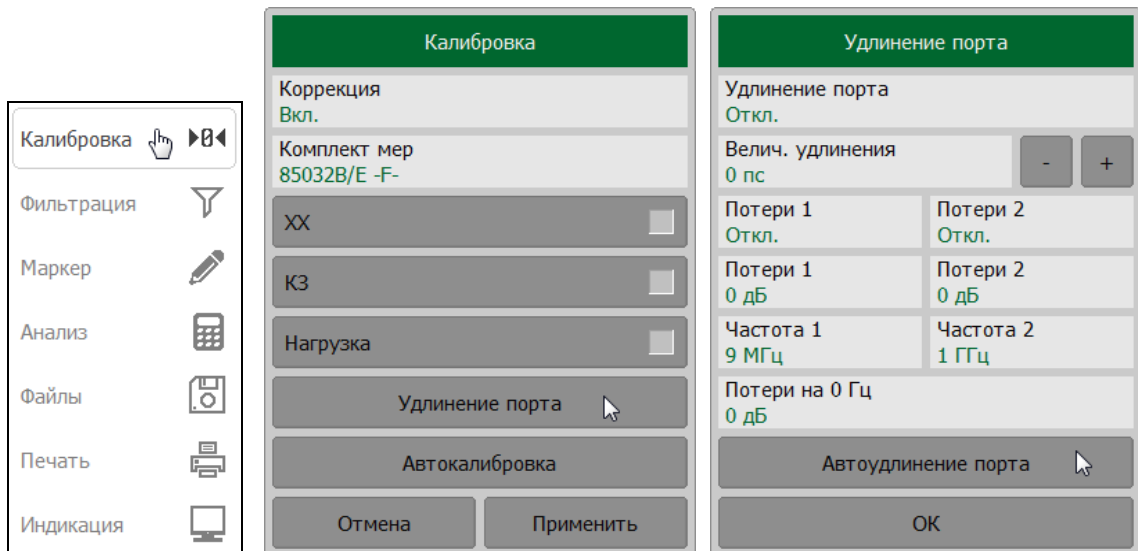 Калибровка
Фильтрация
Маркер
Анализ
Файлы
Печать
Индикация
Калибровка
Коррекция
Вкл.
Комплект мер
85032B/E -F-
ХХ
КЗ
Нагрузка
Удлинение порта
Автокалибровка
Отмена Применить
Удлинение порта
Удлинение порта
Откл.
Велич. удлинения
0 пс
- +
Потери 1 Потери 2
Откл. Откл.
Потери 1 Потери 2
0 дБ 0 дБ
Частота 1 Частота 2
9 МГц 1 ГГц
Потери на 0 Гц
0 дБ
Автоудлинение порта
ОК